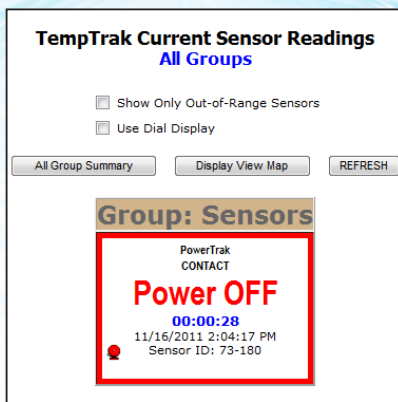 TempTrak Current Sensor Readings
All Groups
Show Only Out-of-Range Sensors
Use Dial Display
All Group Summary Display View Map REFRESH
Group: Sensors
PowerTrak
CONTACT
Power OFF
00:00:28
11/16/2011 2:04:17 PM
Sensor ID: 73-180